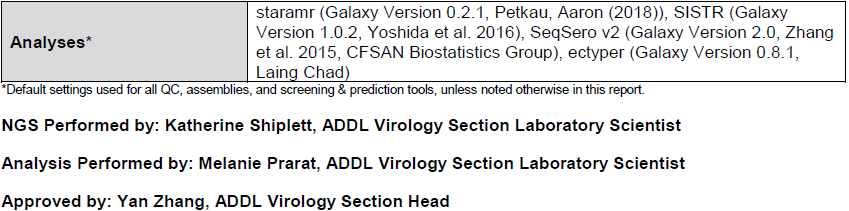 staramr (Galaxy Version 0.2.1, Petkau, Aaron (2018)), SISTR (Galaxy
Version 1.0.2, Yoshida et al. 2016), SeqSero v2 (Galaxy Version 2.0, Zhang
Analyses*
et al. 2015, CFSAN Biostatistics Group), ectyper (Galaxy Version 0.8.1,
Laing Chad)
*Default settings used for all QC, assemblies, and screening & prediction tools, unless noted otherwise in this report.
NGS Performed by: Katherine Shiplett, ADDL Virology Section Laboratory Scientist
Analysis Performed by: Melanie Prarat, ADDL Virology Section Laboratory Scientist
Approved by: Yan Zhang, ADDL Virology Section Head